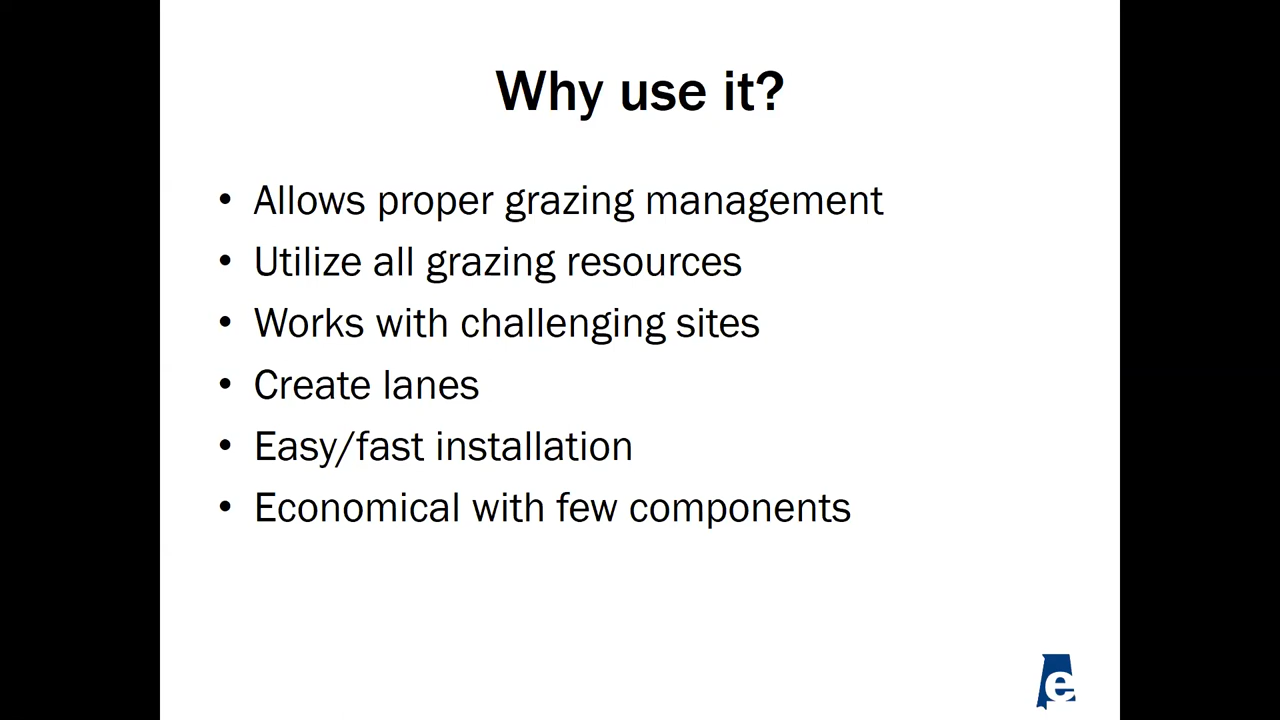 Why use it?
• Allows proper grazing management
• Utilize all grazing resources
• Works with challenging sites
• Create lanes
• Easy/fast installation
• Economical with few components
e